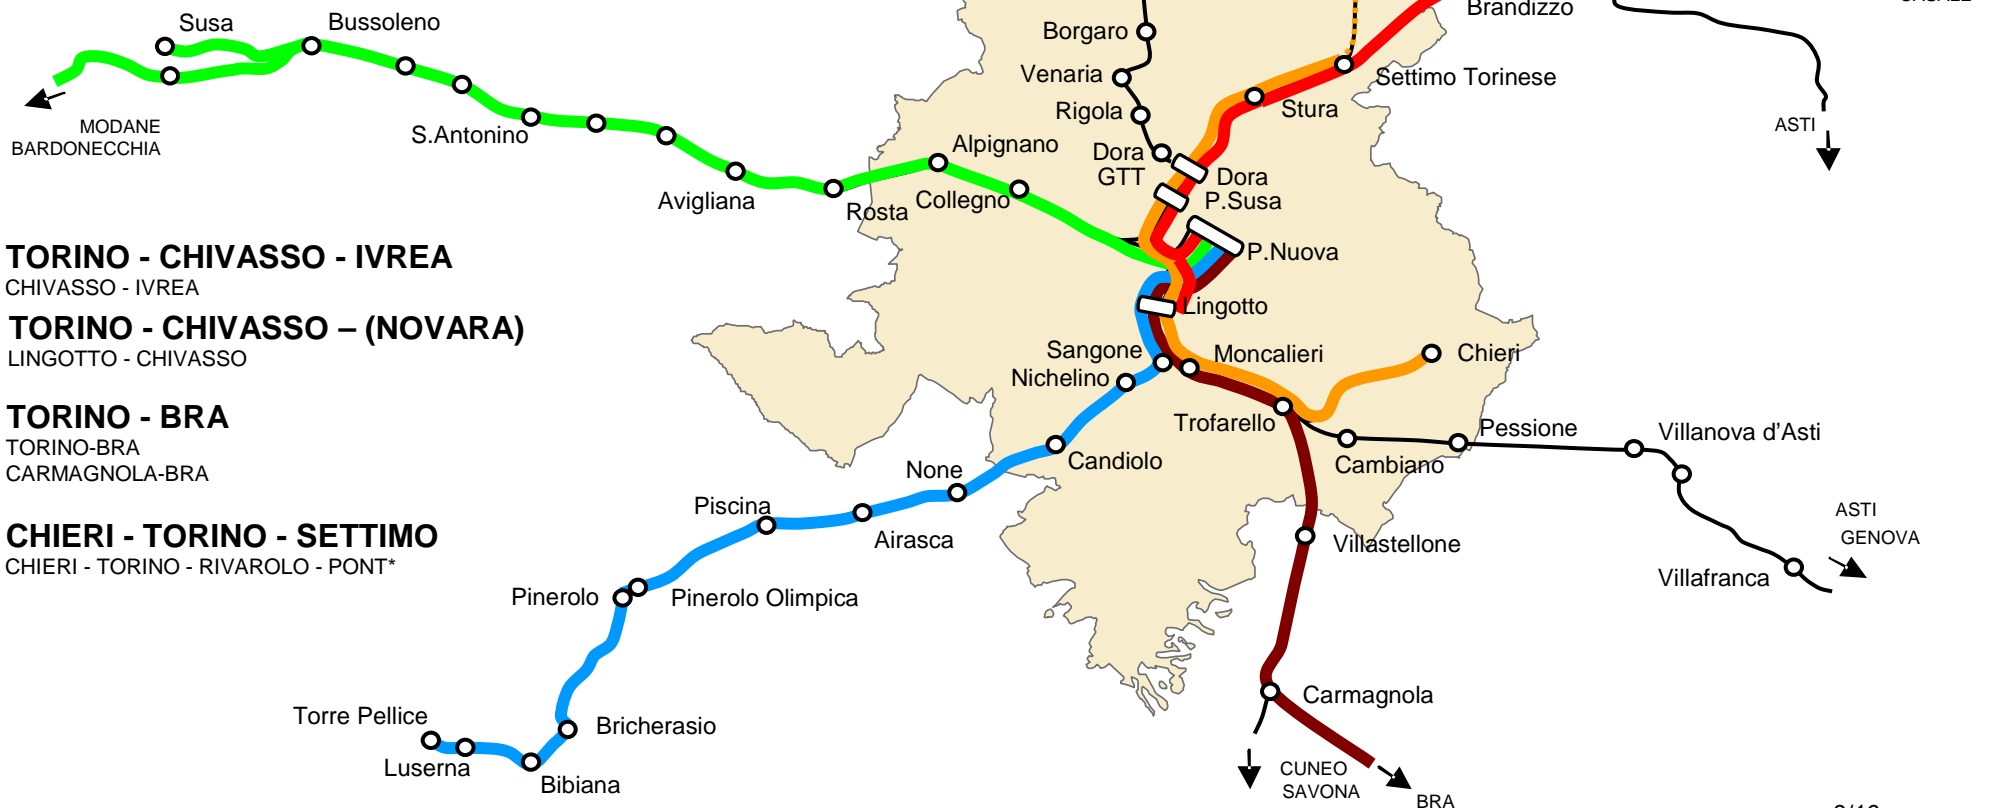 Susa
Bussoleno
MODANE
BARDONECCHIA
S.Antonino
Avigliana
Rosta
Alpignano
Collegno
Borgaro
Venaria
Rigola
Dora
GTT
Brandizzo
Settimo Torinese
Stura
Dora
P.Susa
P.Nuova
Lingotto
ASTI
TORINO - CHIVASSO - IVREA
CHIVASSO - IVREA
TORINO - CHIVASSO – (NOVARA)
LINGOTTO - CHIVASSO
TORINO - BRA
TORINO-BRA
CARMAGNOLA-BRA
CHIERI - TORINO - SETTIMO
CHIERI - TORINO - RIVAROLO - PONT*
Sangone
Nichelino
Moncalieri
Chieri
Trofarello
Cambiano
Pessione
Villanova d'Asti
ASTI
GENOVA
Villafranca
Candiolo
None
Airasca
Piscina
Pinerolo
Pinerolo Olimpica
Villastellone
Carmagnola
Torre Pellice
Luserna
Bibiana
Bricherasio
CUNEO
SAVONA
BRA